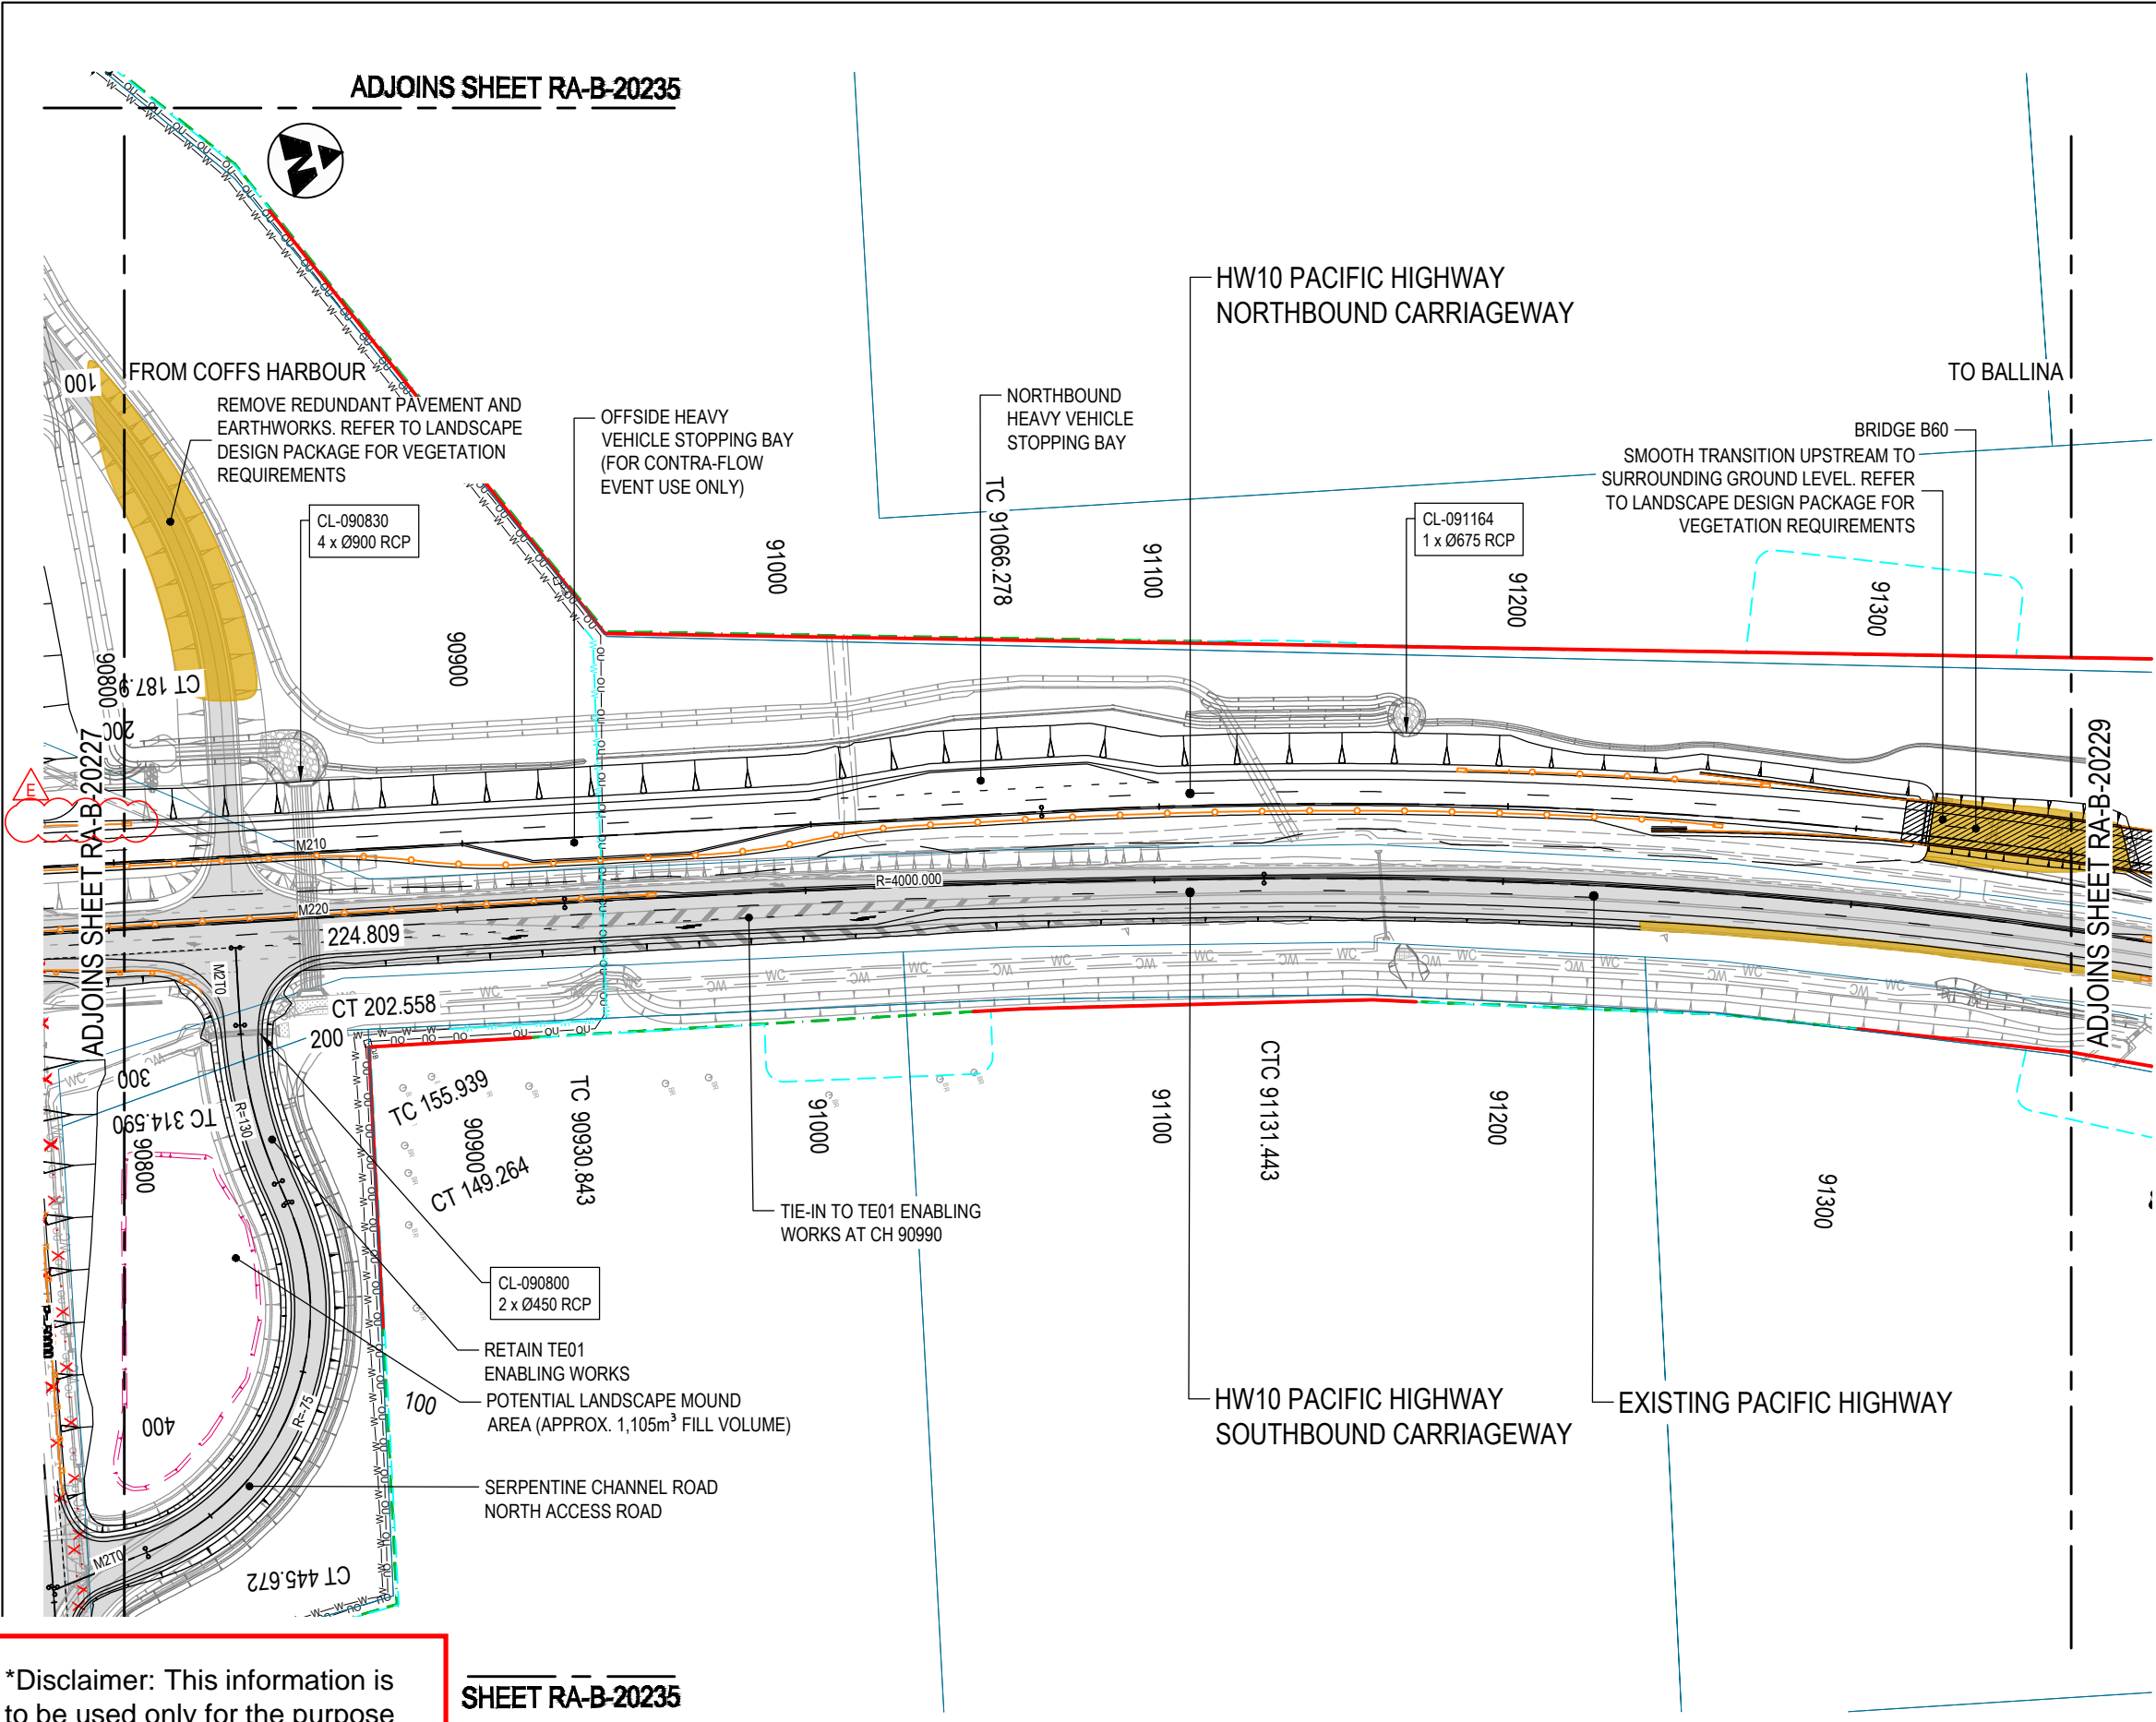 ADJOINS SHEET RA-B-20235
HW10 PACIFIC HIGHWAY
NORTHBOUND CARRIAGEWAY
FROM COFFS HARBOUR
TO BALLINA
100
REMOVE REDUNDANT PAVEMENT AND
EARTHWORKS. REFER TO LANDSCAPE
DESIGN PACKAGE FOR VEGETATION
REQUIREMENTS
OFFSIDE HEAVY
VEHICLE STOPPING BAY
(FOR CONTRA-FLOW
EVENT USE ONLY)
NORTHBOUND
HEAVY VEHICLE
STOPPING BAY
BRIDGE B60
SMOOTH TRANSITION UPSTREAM TO
SURROUNDING GROUND LEVEL. REFER
TO LANDSCAPE DESIGN PACKAGE FOR
VEGETATION REQUIREMENTS
CL-090830
4 x Ø900 RCP
CL-091164
1 x Ø675 RCP
TC 91066.278
90800
90900
91000
91100
91200
91300
CT 187.9
200
ADJOINS SHEET RA-B-20227
ADJOINS SHEET RA-B-20229
E
M210
R=4000.000
M220
224.809
M2T0
CT 202.558
200
300
TC 314.590
R=130
90800
TC 155.939
90900
CT 149.264
TC 90930.843
91000
91100
CTC 91131.443
91200
91300
TIE-IN TO TE01 ENABLING
WORKS AT CH 90990
CL-090800
2 x Ø450 RCP
RETAIN TE01
ENABLING WORKS
100
POTENTIAL LANDSCAPE MOUND
AREA (APPROX. 1,105m³ FILL VOLUME)
HW10 PACIFIC HIGHWAY
SOUTHBOUND CARRIAGEWAY
EXISTING PACIFIC HIGHWAY
400
R=-75
SERPENTINE CHANNEL ROAD
NORTH ACCESS ROAD
M2T0
CT 445.672
*Disclaimer: This information is
to be used only for the purpose
SHEET RA-B-20235